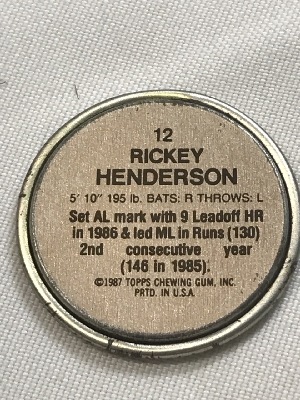 12
RICKEY
HENDERSON
5' 10" 195 lb. BATS: R THROWS: L
Set AL mark with 9 Leadoff HR
in 1986 & led ML in Runs (130)
2nd consecutive year
(146 in 1985).
©1987 TOPPS CHEWING GUM, INC.
PRTD. IN U.S.A.